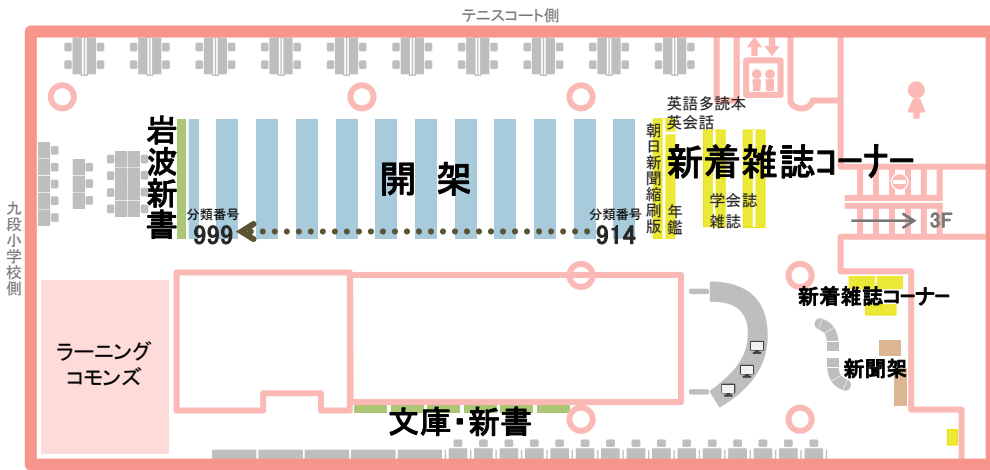 テニスコート側
英語多読本
英会話
岩波新書
開架
朝日新聞縮刷版
新着雑誌コーナー
年鑑
学会誌
雑誌
分類番号
999
分類番号
914
3F
九段小学校側
新着雑誌コーナー
ラーニング
コモンズ
新聞架
文庫・新書